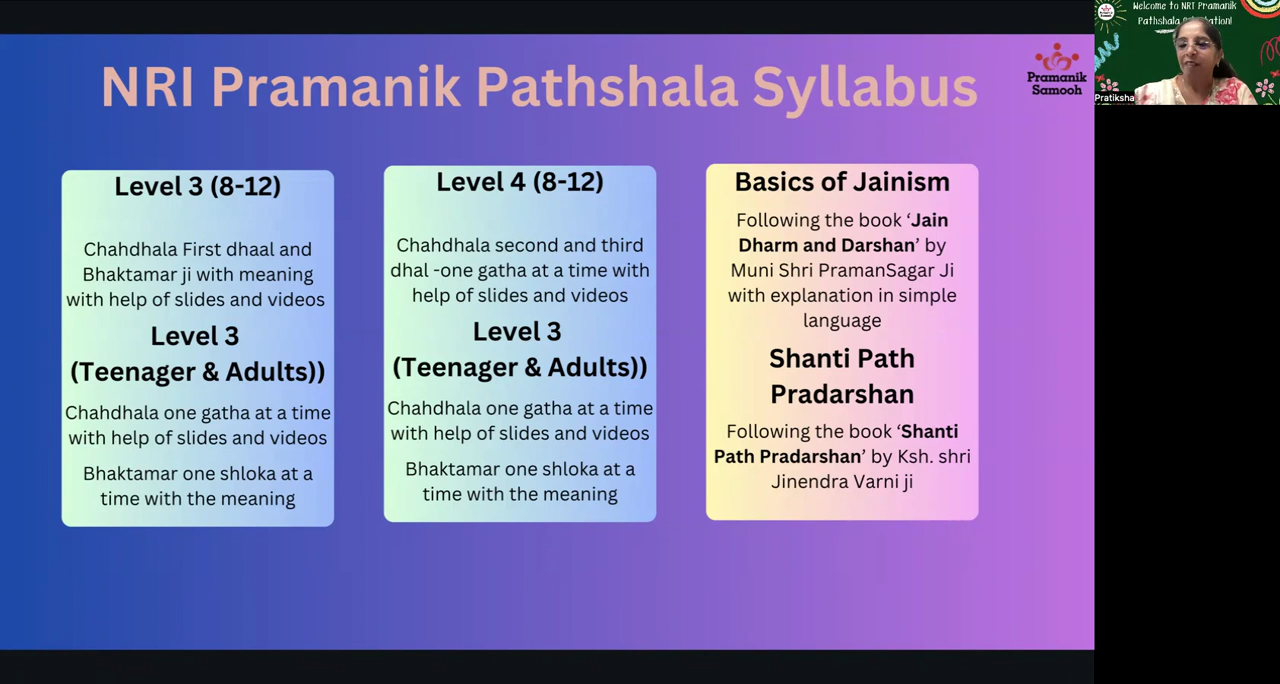 NRI Pramanik Pathshala Syllabus
Pramanik
Samooh
Level 3 (8-12)
Chahdhala First dhaal and
Bhaktamar ji with meaning
with help of slides and videos
Level 3
(Teenager & Adults))
Chahdhala one gatha at a time
with help of slides and videos
Bhaktamar one shloka at a
time with the meaning
Level 4 (8-12)
Chahdhala second and third
dhal -one gatha at a time with
help of slides and videos
Level 3
(Teenager & Adults))
Chahdhala one gatha at a time
with help of slides and videos
Bhaktamar one shloka at a
time with the meaning
Basics of Jainism
Following the book ‘Jain
Dharm and Darshan’ by
Muni Shri PramanSagar Ji
with explanation in simple
language
Shanti Path
Pradarshan
Following the book ‘Shanti
Path Pradarshan’ by Ksh. shri
Jinendra Varni ji
Welcome to NRI Pramanik
Pathshala
Pratiksha